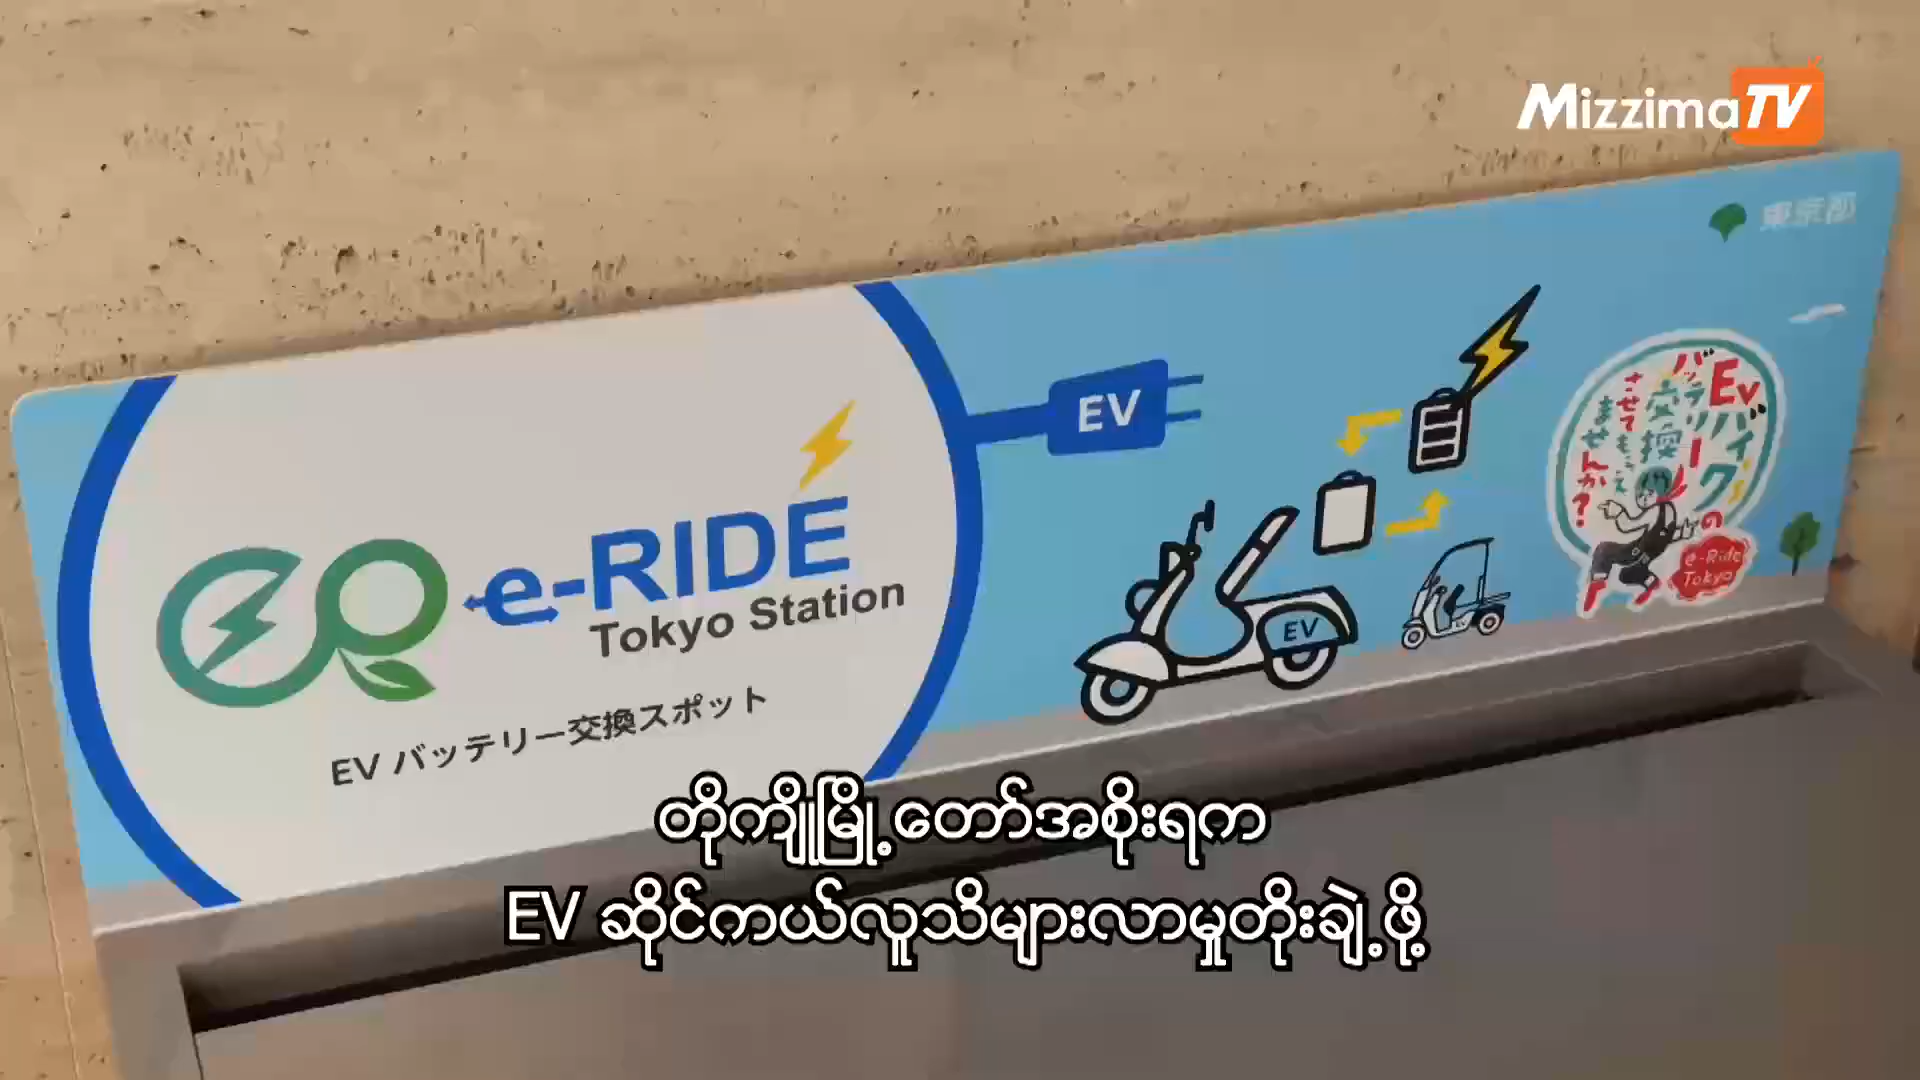 MizzimaTV
東京都
EV
EVバイクの
バッテリー
交換
させてもらえ
ませんか?
e-Ride
Tokyo
e-RIDE
Tokyo Station
EV
EV バッテリー交換スポット
တိုကျိုမြို့တော်အစိုးရက
EV ဆိုင်ကယ်လူသိများလာမှုတိုးချဲ့ဖို့